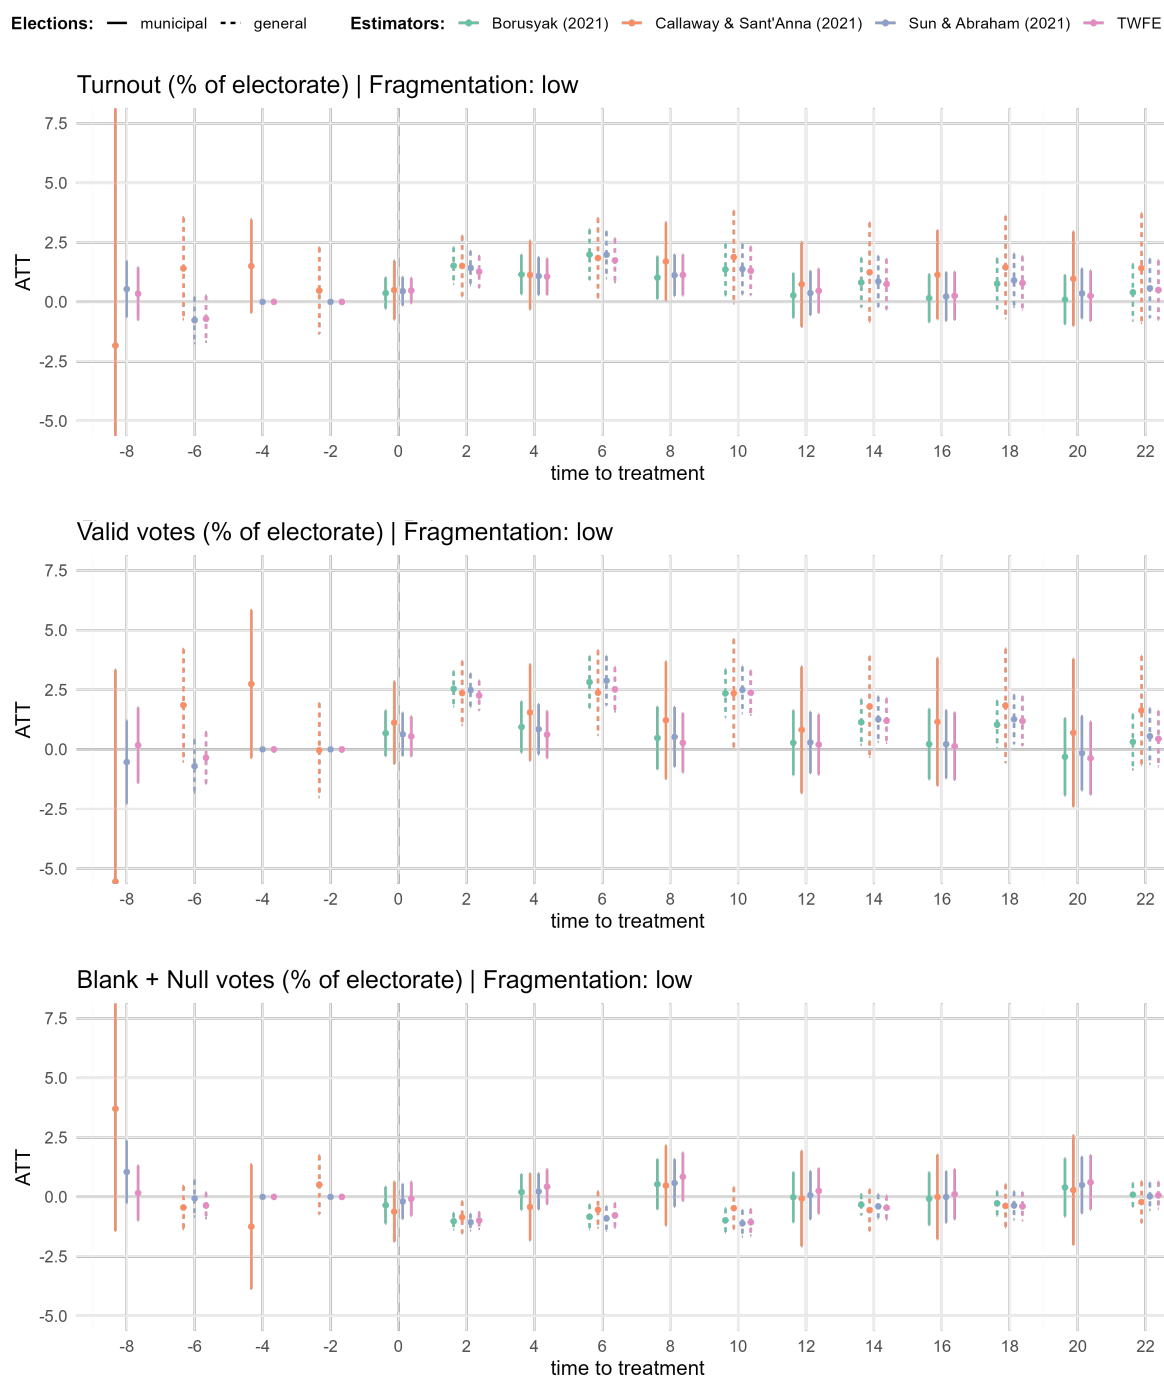 Elections: municipal general Estimators: Borusyak (2021) Callaway & Sant'Anna (2021) Sun & Abraham (2021) TWFE
Turnout (% of electorate) | Fragmentation: low
7.5
5.0
2.5
0.0
-2.5
-5.0
ATT
-8 -6 -4 -2 0 2 4 6 8 10 12 14 16 18 20 22
time to treatment
Valid votes (% of electorate) | Fragmentation: low
7.5
5.0
2.5
0.0
-2.5
-5.0
ATT
-8 -6 -4 -2 0 2 4 6 8 10 12 14 16 18 20 22
time to treatment
Blank + Null votes (% of electorate) | Fragmentation: low
7.5
5.0
2.5
0.0
-2.5
-5.0
ATT
-8 -6 -4 -2 0 2 4 6 8 10 12 14 16 18 20 22
time to treatment